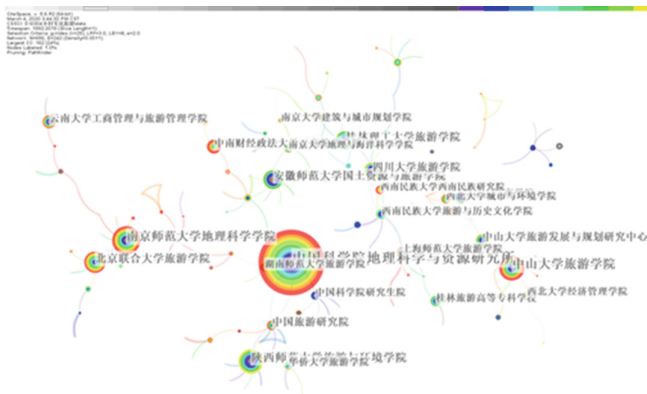 云南大学工商管理与旅游管理学院
南京大学建筑与城市规划学院
桂林理工大学旅游学院
中南财经政法大
南京大学地理与海洋科学学院
四川大学旅游学院
安徽师范大学国土资源与旅游学院
西南民族大学西南民族研究院
西北大学城市与环境学院
西南民族大学旅游与历史文化学院
南京师范大学地理科学学院
中山大学旅游发展与规划研究中心
上海师范大学旅游学院
中国科学院地理科学与资源研究所
北京联合大学旅游学院
湖南师范大学旅游学院
中山大学旅游学院
中国科学院研究生院
西北大学经济管理学院
桂林旅游高等专科学校
中国旅游研究院
陕西师范大学旅游与环境学院
华侨大学旅游学院